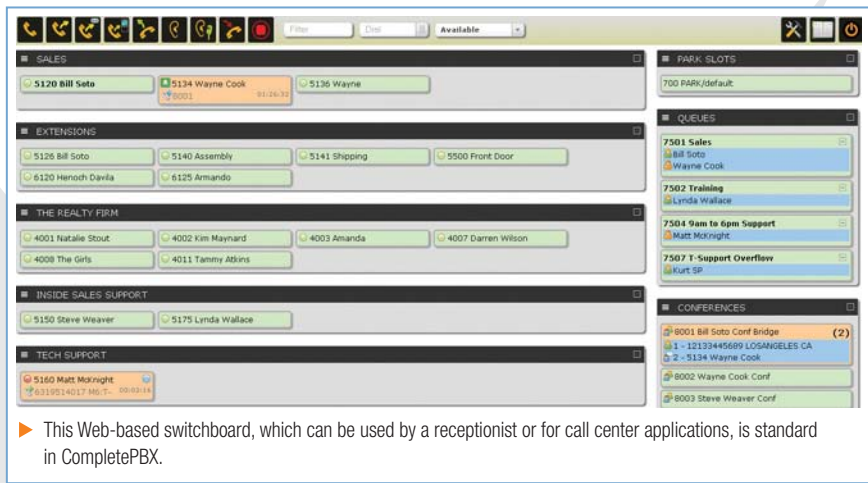 Filter
Dial
Available
SALES
5120 Bill Soto
5134 Wayne Cook
8001 01:26:32
5136 Wayne
EXTENSIONS
5126 Bill Soto
5140 Assembly
5141 Shipping
5500 Front Door
6120 Henoch Davila
6125 Armando
THE REALTY FIRM
4001 Natalie Stout
4002 Kim Maynard
4003 Amanda
4007 Darren Wilson
4008 The Girls
4011 Tammy Atkins
INSIDE SALES SUPPORT
5150 Steve Weaver
5175 Lynda Wallace
TECH SUPPORT
5160 Matt McKnight
6319514017 M6:T- 00:03:16
PARK SLOTS
700 PARK/default
QUEUES
7501 Sales
Bill Soto
Wayne Cook
7502 Training
Lynda Wallace
7504 9am to 6pm Support
Matt McKnight
7507 T-Support Overflow
Kurt SP
CONFERENCES
8001 Bill Soto Conf Bridge (2)
1 - 12133445689 LOSANGELES CA
2 - 5134 Wayne Cook
8002 Wayne Cook Conf
8003 Steve Weaver Conf
This Web-based switchboard, which can be used by a receptionist or for call center applications, is standard
in CompletePBX.